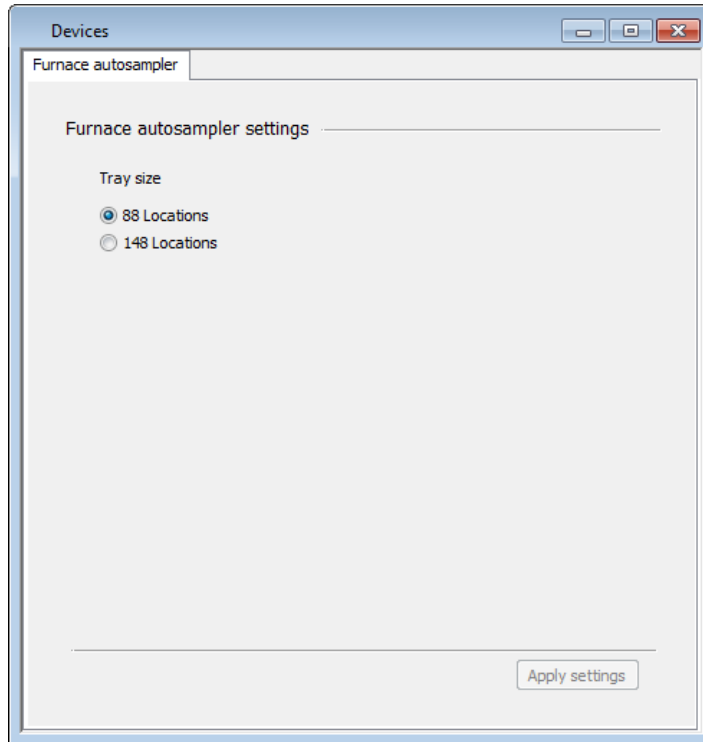 Devices
Furnace autosampler
Furnace autosampler settings
Tray size
88 Locations
148 Locations
Apply settings